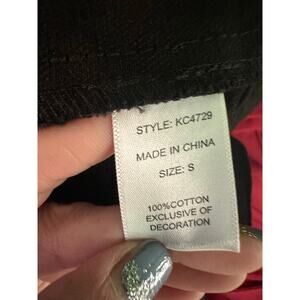 STYLE: KC4729
MADE IN CHINA
SIZE: S
100%COTTON
EXCLUSIVE OF
DECORATION